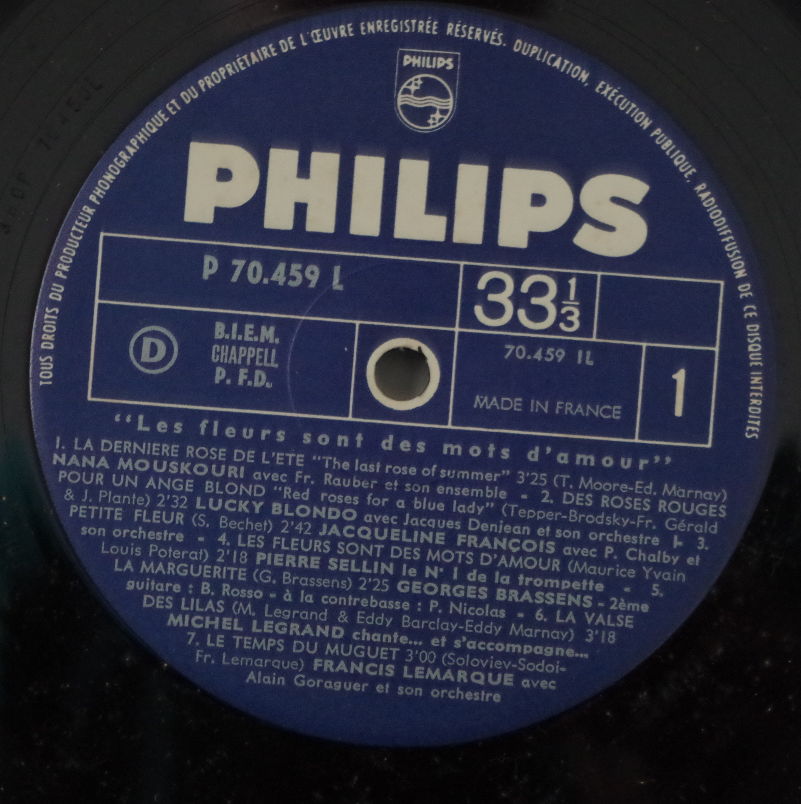 TOUS DROITS DU PRODUCTEUR PHONOGRAPHIQUE ET DU PROPRIÉTAIRE DE L'ŒUVRE ENREGISTRÉE RÉSERVÉS. DUPLICATION, EXÉCUTION PUBLIQUE, RADIODIFFUSION DE CE DISQUE INTERDITES
PHILIPS
PHILIPS
P 70.459 L
33 1/3
D
B.I.E.M.
CHAPPELL
P. F.D.
70.459 1L
MADE IN FRANCE
1
"Les fleurs sont des mots d'amour"
1. LA DERNIERE ROSE DE L'ETE "The last rose of summer" 3'25 (T. Moore-Ed. Marnay)
NANA MOUSKOURI avec Fr. Rauber et son ensemble - 2. DES ROSES ROUGES
POUR UN ANGE BLOND "Red roses for a blue lady" (Tepper-Brodsky-Fr. Gérald
& J. Plante) 2'32 LUCKY BLONDO avec Jacques Denjean et son orchestre - 3.
PETITE FLEUR (S. Bechet) 2'42 JACQUELINE FRANÇOIS avec P. Chalby et
son orchestre - 4. LES FLEURS SONT DES MOTS D'AMOUR (Maurice Yvain
Louis Poterat) 2'18 PIERRE SELLIN le N° 1 de la trompette - 5.
LA MARGUERITE (G. Brassens) 2'25 GEORGES BRASSENS - 2ème
guitare : B. Rosso - à la contrebasse : P. Nicolas - 6. LA VALSE
DES LILAS (M. Legrand & Eddy Barclay-Eddy Marnay) 3'18
MICHEL LEGRAND chante... et s'accompagne...
7. LE TEMPS DU MUGUET 3'00 (Soloviev-Sodoi-
Fr. Lemarque) FRANCIS LEMARQUE avec
Alain Goraguer et son orchestre